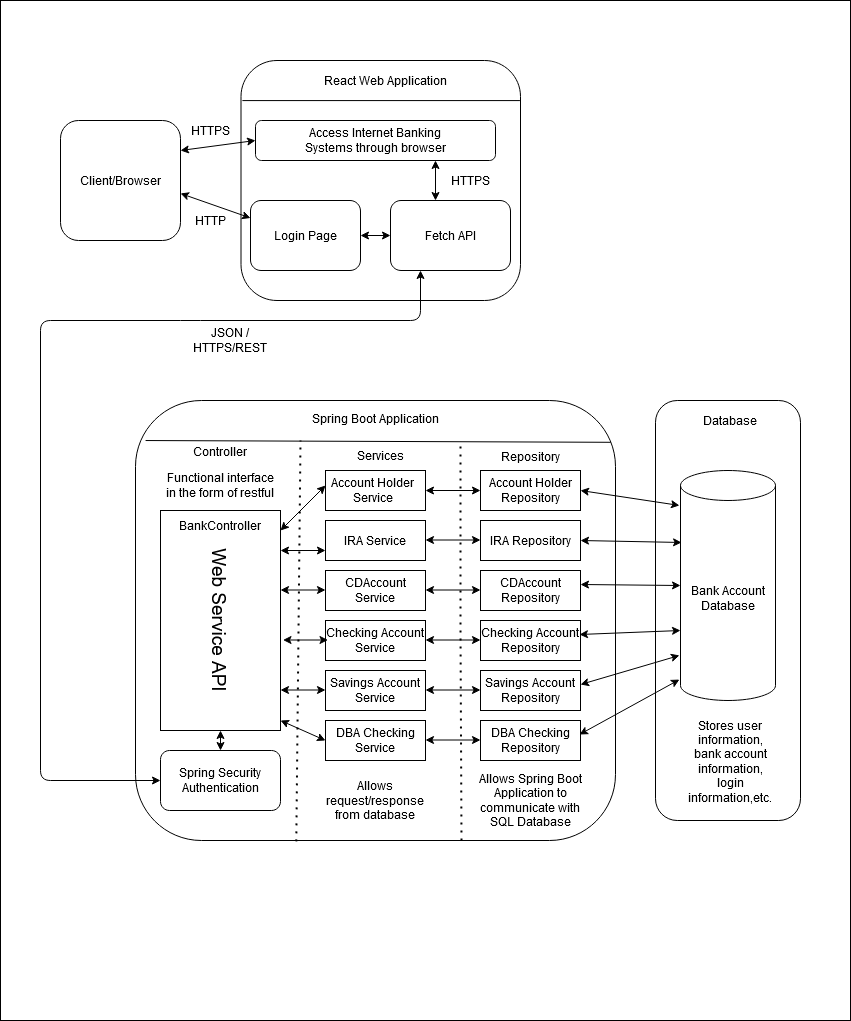 React Web Application
HTTPS
Access Internet Banking
Systems through browser
Client/Browser
HTTPS
HTTP
Login Page
Fetch API
JSON /
HTTPS/REST
Spring Boot Application
Database
Controller
Services
Repository
Functional interface
in the form of restful
BankController
Web Service API
Account Holder
Service
Account Holder
Repository
IRA Service
IRA Repository
CDAccount
Service
CDAccount
Repository
Checking Account
Service
Checking Account
Repository
Savings Account
Service
Savings Account
Repository
DBA Checking
Service
DBA Checking
Repository
Bank Account
Database
Spring Security
Authentication
Allows
request/response
from database
Allows Spring Boot
Application to
communicate with
SQL Database
Stores user
information,
bank account
information,
login
information,etc.